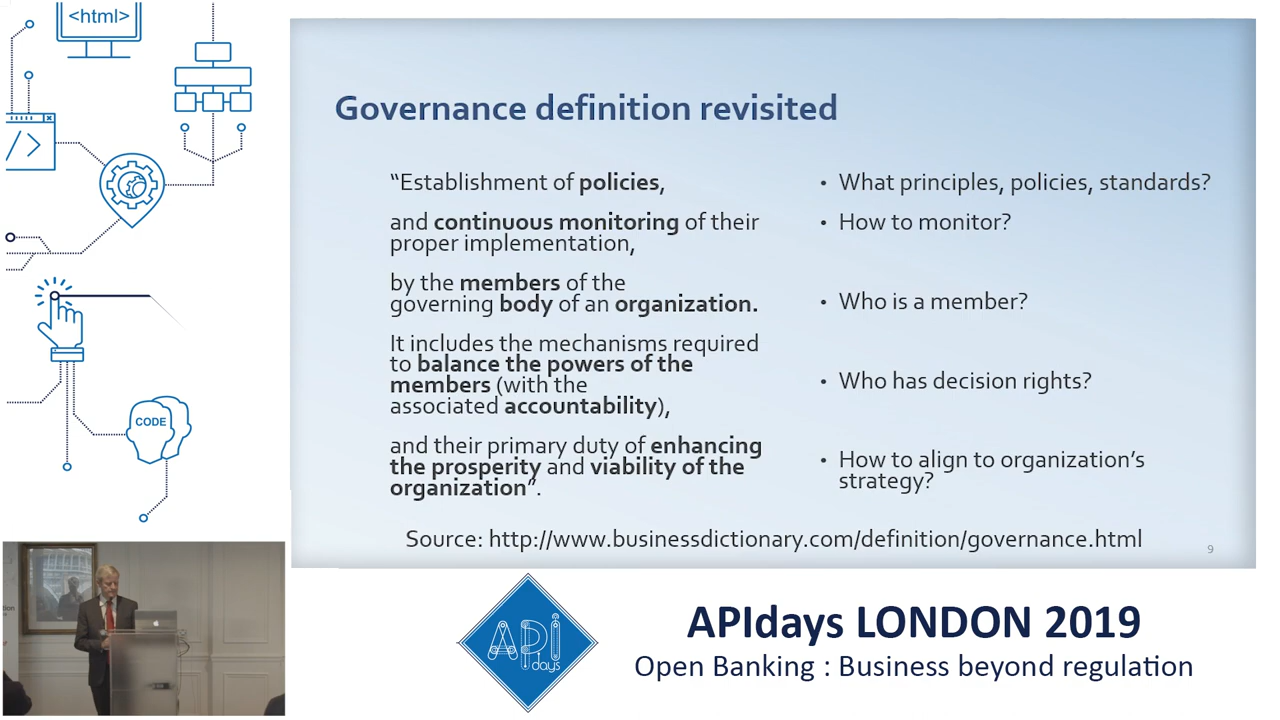 <html>
</>
CODE
Governance definition revisited
“Establishment of policies,
and continuous monitoring of their
proper implementation,
by the members of the
governing body of an organization.
It includes the mechanisms required
to balance the powers of the
members (with the
associated accountability),
and their primary duty of enhancing
the prosperity and viability of the
organization”.
• What principles, policies, standards?
• How to monitor?
• Who is a member?
• Who has decision rights?
• How to align to organization’s
strategy?
Source: http://www.businessdictionary.com/definition/governance.html
9
API
days
APIdays LONDON 2019
Open Banking : Business beyond regulation